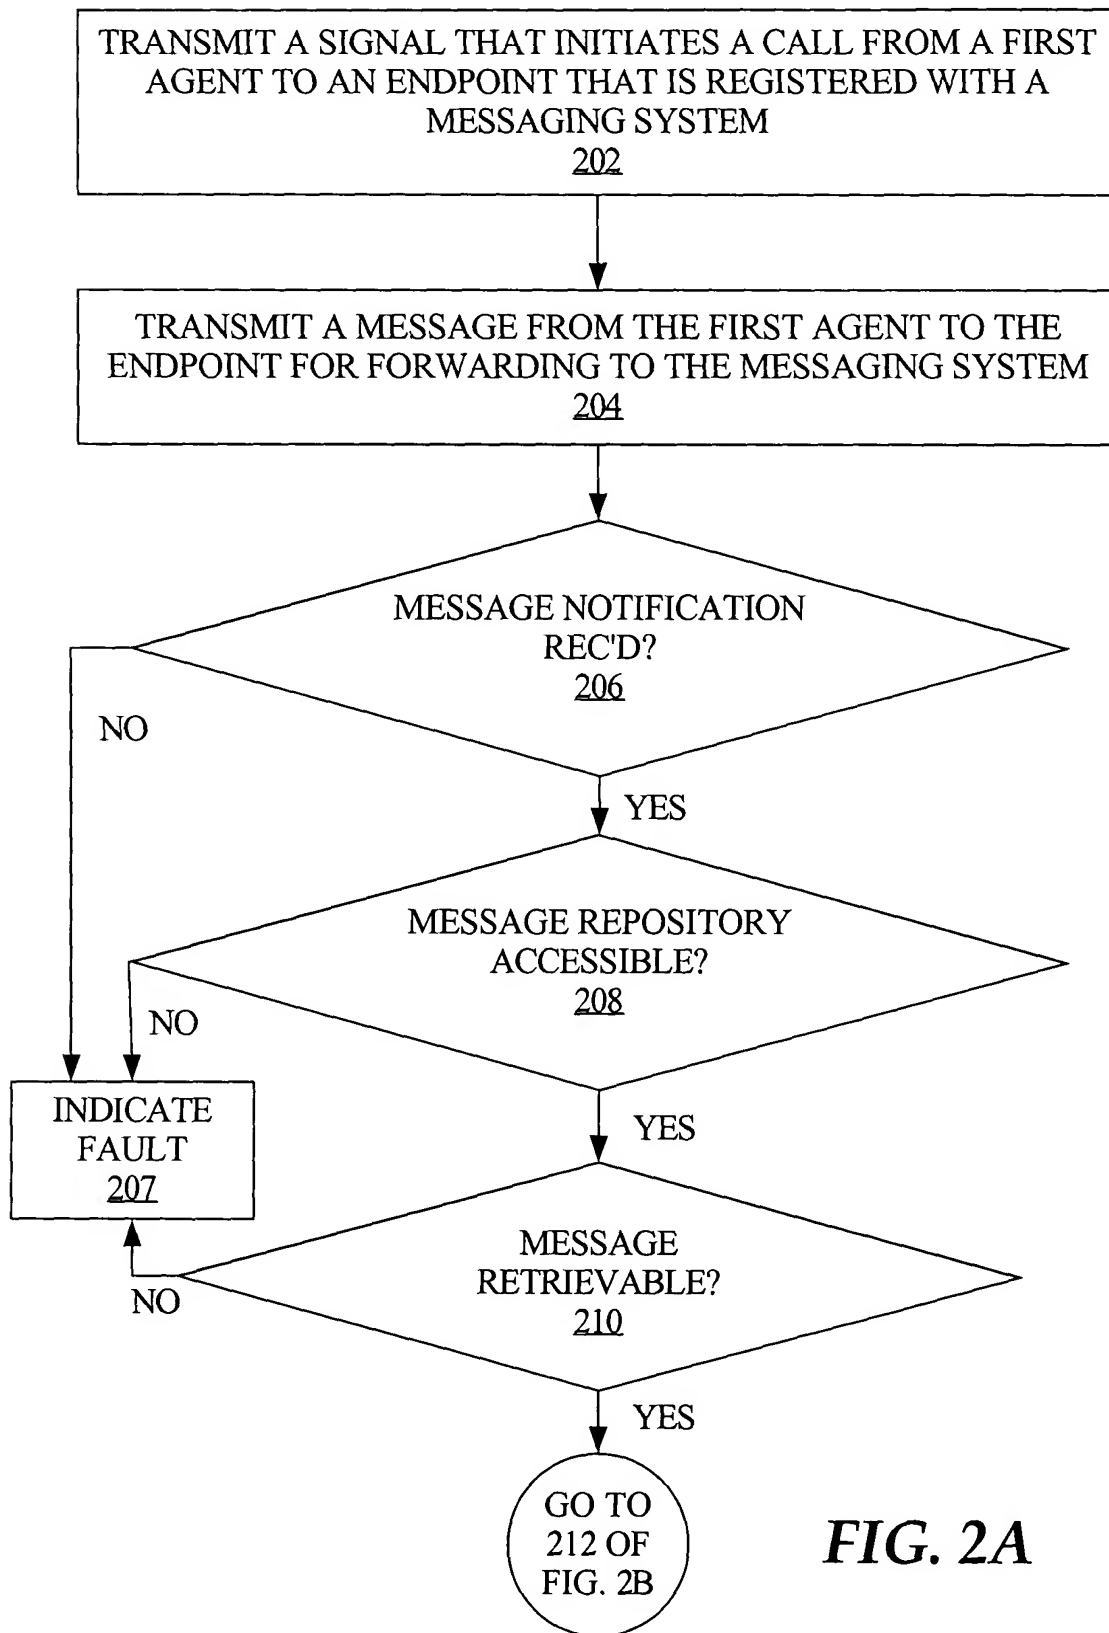 TRANSMIT A SIGNAL THAT INITIATES A CALL FROM A FIRST
AGENT TO AN ENDPOINT THAT IS REGISTERED WITH A
MESSAGING SYSTEM
202
TRANSMIT A MESSAGE FROM THE FIRST AGENT TO THE
ENDPOINT FOR FORWARDING TO THE MESSAGING SYSTEM
204
MESSAGE NOTIFICATION
REC'D?
206
NO
YES
MESSAGE REPOSITORY
ACCESSIBLE?
208
NO
INDICATE
FAULT
207
YES
MESSAGE
RETRIEVABLE?
210
NO
YES
GO TO
212 OF
FIG. 2B
FIG. 2A